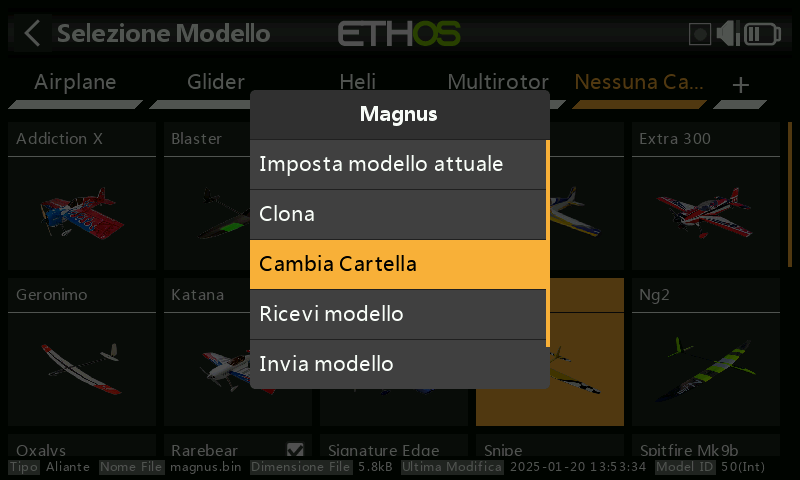 Selezione Modello
ETHOS
Airplane
Glider
Heli
Multirotor
Nessuna Ca...
+
Addiction X
Blaster
Extra 300
Magnus
Imposta modello attuale
Clona
Cambia Cartella
Ricevi modello
Invia modello
Geronimo
Katana
Ng2
Oxalys
Rarebear
Signature Edge
Snipe
Spitfire Mk9b
Tipo Aliante Nome File magnus.bin Dimensione File 5.8kB Ultima Modifica 2025-01-20 13:53:34 Model ID 50(Int)